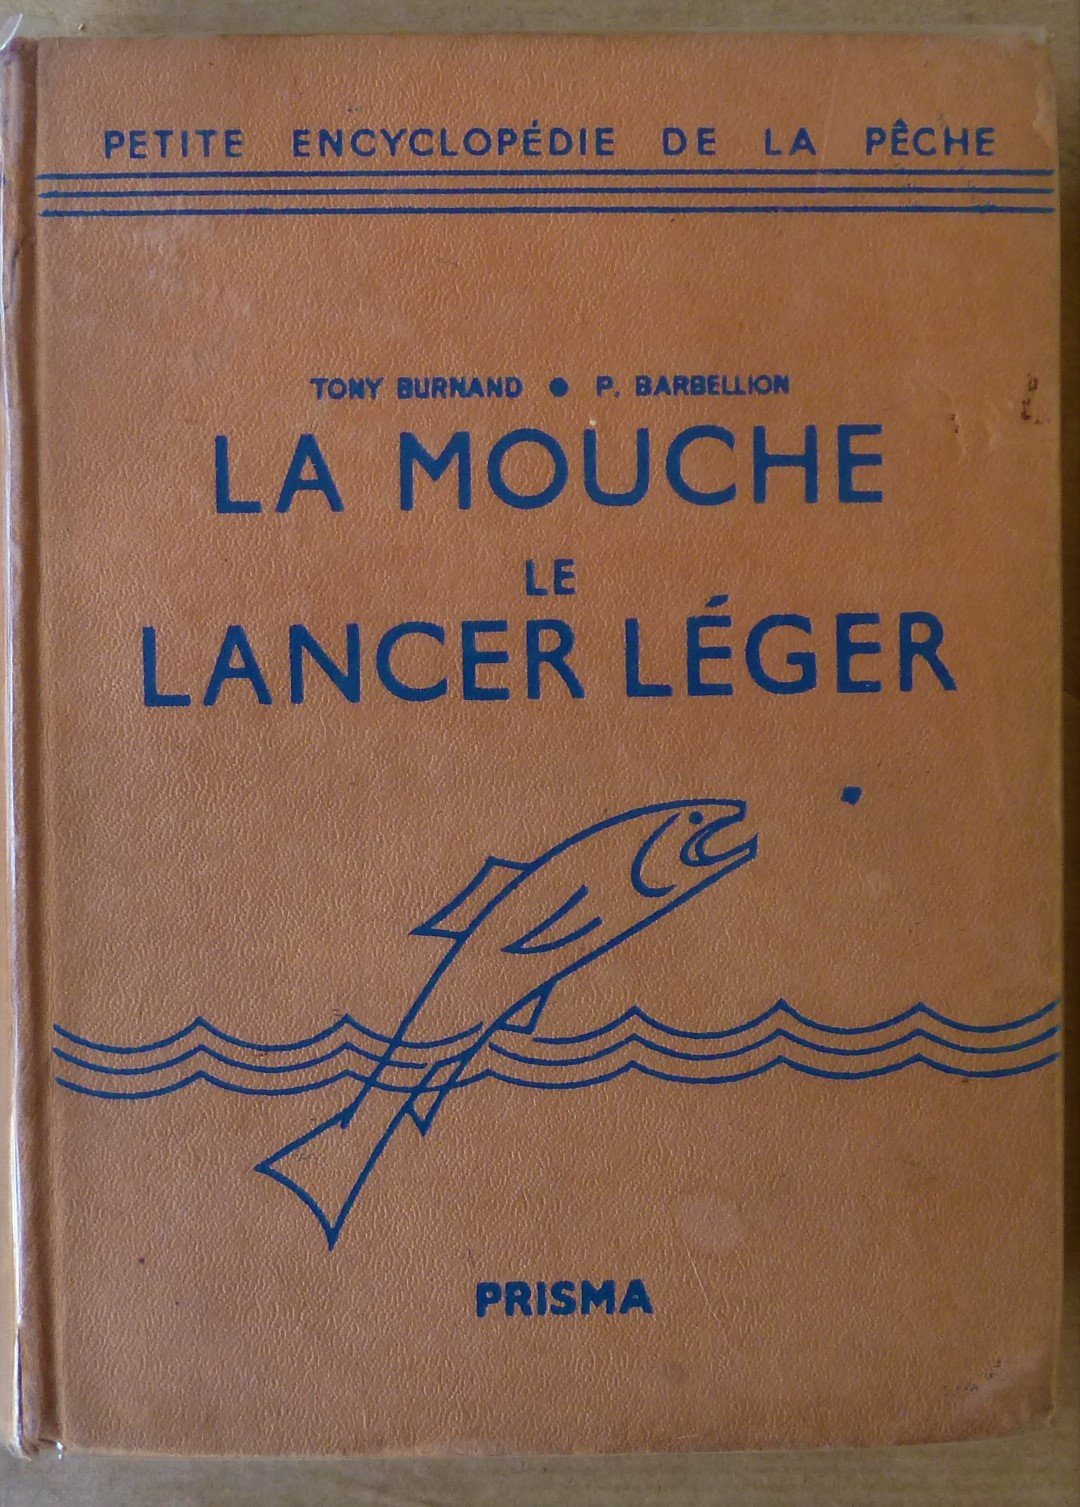 PETITE ENCYCLOPÉDIE DE LA PÊCHE
TONY BURNAND ● P. BARBELLION
LA MOUCHE
LE
LANCER LÉGER
PRISMA